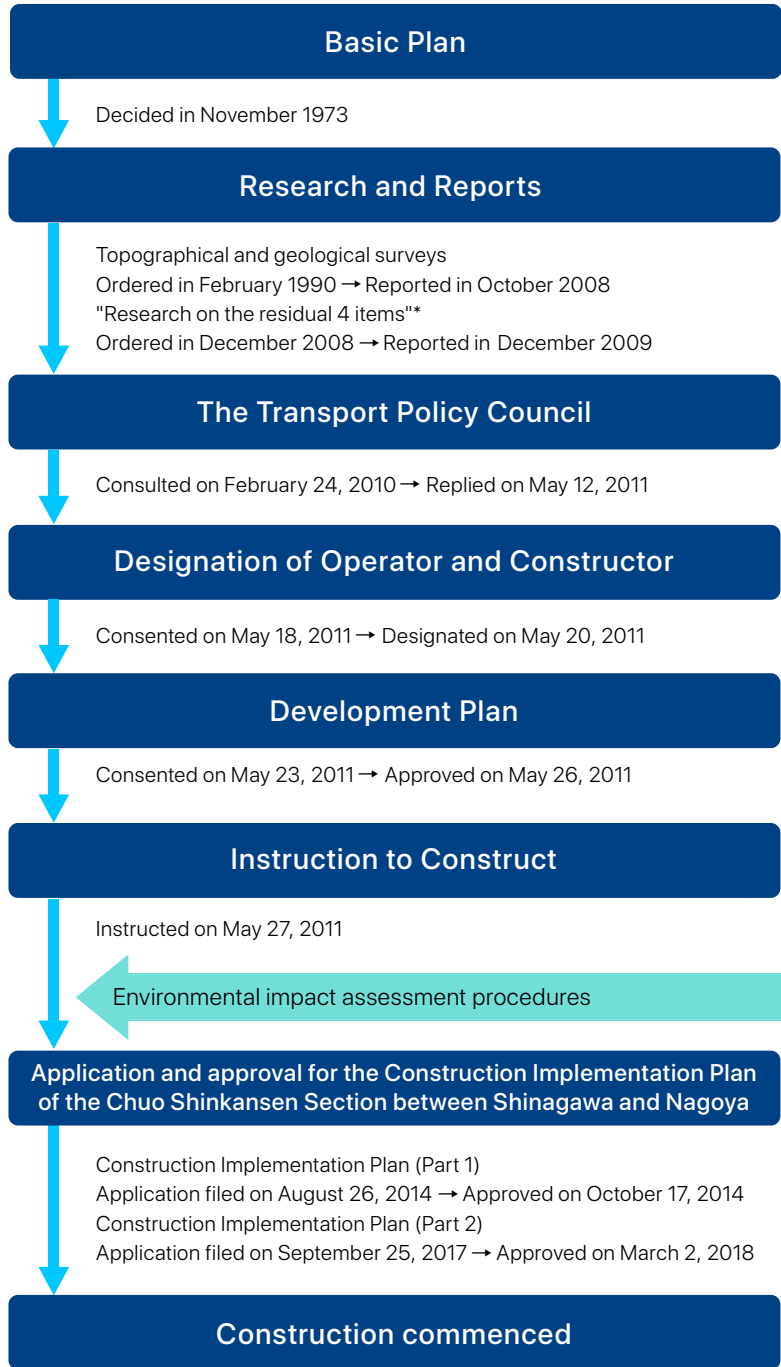 Basic Plan
Decided in November 1973
Research and Reports
Topographical and geological surveys
Ordered in February 1990 → Reported in October 2008
"Research on the residual 4 items"*
Ordered in December 2008 → Reported in December 2009
The Transport Policy Council
Consulted on February 24, 2010 → Replied on May 12, 2011
Designation of Operator and Constructor
Consented on May 18, 2011 → Designated on May 20, 2011
Development Plan
Consented on May 23, 2011 → Approved on May 26, 2011
Instruction to Construct
Instructed on May 27, 2011
Environmental impact assessment procedures
Application and approval for the Construction Implementation Plan
of the Chuo Shinkansen Section between Shinagawa and Nagoya
Construction Implementation Plan (Part 1)
Application filed on August 26, 2014 → Approved on October 17, 2014
Construction Implementation Plan (Part 2)
Application filed on September 25, 2017 → Approved on March 2, 2018
Construction commenced